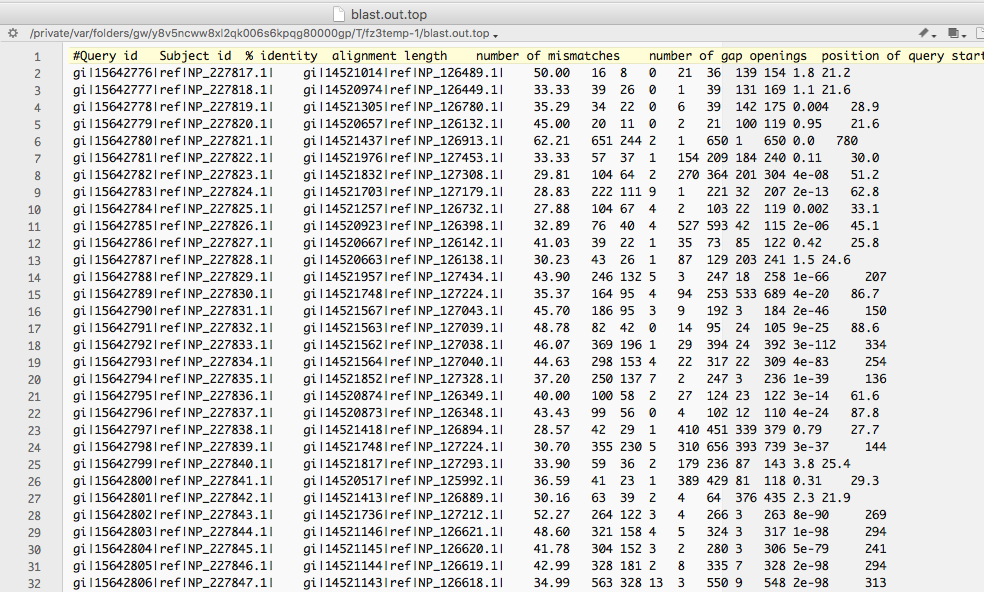 blast.out.top
/private/var/folders/gw/y8v5ncww8xl2qk006s6kpqg80000gp/T/fz3temp-1/blast.out.top
1 #Query id Subject id % identity alignment length number of mismatches number of gap openings position of query start
2 gi|15642776|ref|NP_227817.1| gi|14521014|ref|NP_126489.1| 50.00 16 8 0 21 36 139 154 1.8 21.2
3 gi|15642777|ref|NP_227818.1| gi|14520974|ref|NP_126449.1| 33.33 39 26 0 1 39 131 169 1.1 21.6
4 gi|15642778|ref|NP_227819.1| gi|14521305|ref|NP_126780.1| 35.29 34 22 0 6 39 142 175 0.004 28.9
5 gi|15642779|ref|NP_227820.1| gi|14520657|ref|NP_126132.1| 45.00 20 11 0 2 21 100 119 0.95 21.6
6 gi|15642780|ref|NP_227821.1| gi|14521437|ref|NP_126913.1| 62.21 651 244 2 1 650 1 650 0.0 780
7 gi|15642781|ref|NP_227822.1| gi|14521976|ref|NP_127453.1| 33.33 57 37 1 154 209 184 240 0.11 30.0
8 gi|15642782|ref|NP_227823.1| gi|14521832|ref|NP_127308.1| 29.81 104 64 2 270 364 201 304 4e-08 51.2
9 gi|15642783|ref|NP_227824.1| gi|14521703|ref|NP_127179.1| 28.83 222 111 9 1 221 32 207 2e-13 62.8
10 gi|15642784|ref|NP_227825.1| gi|14521257|ref|NP_126732.1| 27.88 104 67 4 2 103 22 119 0.002 33.1
11 gi|15642785|ref|NP_227826.1| gi|14520923|ref|NP_126398.1| 32.89 76 40 4 527 593 42 115 2e-06 45.1
12 gi|15642786|ref|NP_227827.1| gi|14520667|ref|NP_126142.1| 41.03 39 22 1 35 73 85 122 0.42 25.8
13 gi|15642787|ref|NP_227828.1| gi|14520663|ref|NP_126138.1| 30.23 43 26 1 87 129 203 241 1.5 24.6
14 gi|15642788|ref|NP_227829.1| gi|14521957|ref|NP_127434.1| 43.90 246 132 5 3 247 18 258 1e-66 207
15 gi|15642789|ref|NP_227830.1| gi|14521748|ref|NP_127224.1| 35.37 164 95 4 94 253 533 689 4e-20 86.7
16 gi|15642790|ref|NP_227831.1| gi|14521567|ref|NP_127043.1| 45.70 186 95 3 9 192 3 184 2e-46 150
17 gi|15642791|ref|NP_227832.1| gi|14521563|ref|NP_127039.1| 48.78 82 42 0 14 95 24 105 9e-25 88.6
18 gi|15642792|ref|NP_227833.1| gi|14521562|ref|NP_127038.1| 46.07 369 196 1 29 394 24 392 3e-112 334
19 gi|15642793|ref|NP_227834.1| gi|14521564|ref|NP_127040.1| 44.63 298 153 4 22 317 22 309 4e-83 254
20 gi|15642794|ref|NP_227835.1| gi|14521852|ref|NP_127328.1| 37.20 250 137 7 2 247 3 236 1e-39 136
21 gi|15642795|ref|NP_227836.1| gi|14520874|ref|NP_126349.1| 40.00 100 58 2 27 124 23 122 3e-14 61.6
22 gi|15642796|ref|NP_227837.1| gi|14520873|ref|NP_126348.1| 43.43 99 56 0 4 102 12 110 4e-24 87.8
23 gi|15642797|ref|NP_227838.1| gi|14521418|ref|NP_126894.1| 28.57 42 29 1 410 451 339 379 0.79 27.7
24 gi|15642798|ref|NP_227839.1| gi|14521748|ref|NP_127224.1| 30.70 355 230 5 310 656 393 739 3e-37 144
25 gi|15642799|ref|NP_227840.1| gi|14521817|ref|NP_127293.1| 33.90 59 36 2 179 236 87 143 3.8 25.4
26 gi|15642800|ref|NP_227841.1| gi|14520517|ref|NP_125992.1| 36.59 41 23 1 389 429 81 118 0.31 29.3
27 gi|15642801|ref|NP_227842.1| gi|14521413|ref|NP_126889.1| 30.16 63 39 2 4 64 376 435 2.3 21.9
28 gi|15642802|ref|NP_227843.1| gi|14521736|ref|NP_127212.1| 52.27 264 122 3 4 266 3 263 8e-90 269
29 gi|15642803|ref|NP_227844.1| gi|14521146|ref|NP_126621.1| 48.60 321 158 4 5 324 3 317 1e-98 294
30 gi|15642804|ref|NP_227845.1| gi|14521145|ref|NP_126620.1| 41.78 304 152 3 2 280 3 306 5e-79 241
31 gi|15642805|ref|NP_227846.1| gi|14521144|ref|NP_126619.1| 42.99 328 181 2 8 335 7 328 2e-98 294
32 gi|15642806|ref|NP_227847.1| gi|14521143|ref|NP_126618.1| 34.99 563 328 13 3 550 9 548 2e-98 313